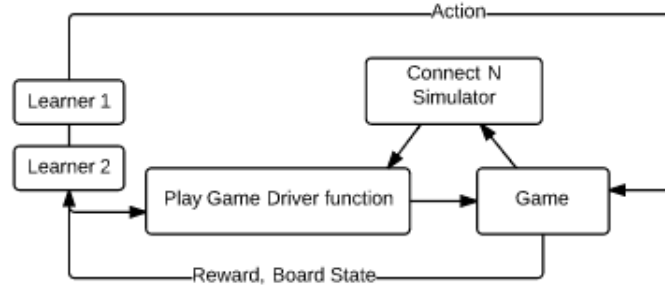 Action
Connect N
Simulator
Learner 1
Learner 2
Play Game Driver function
Game
Reward, Board State